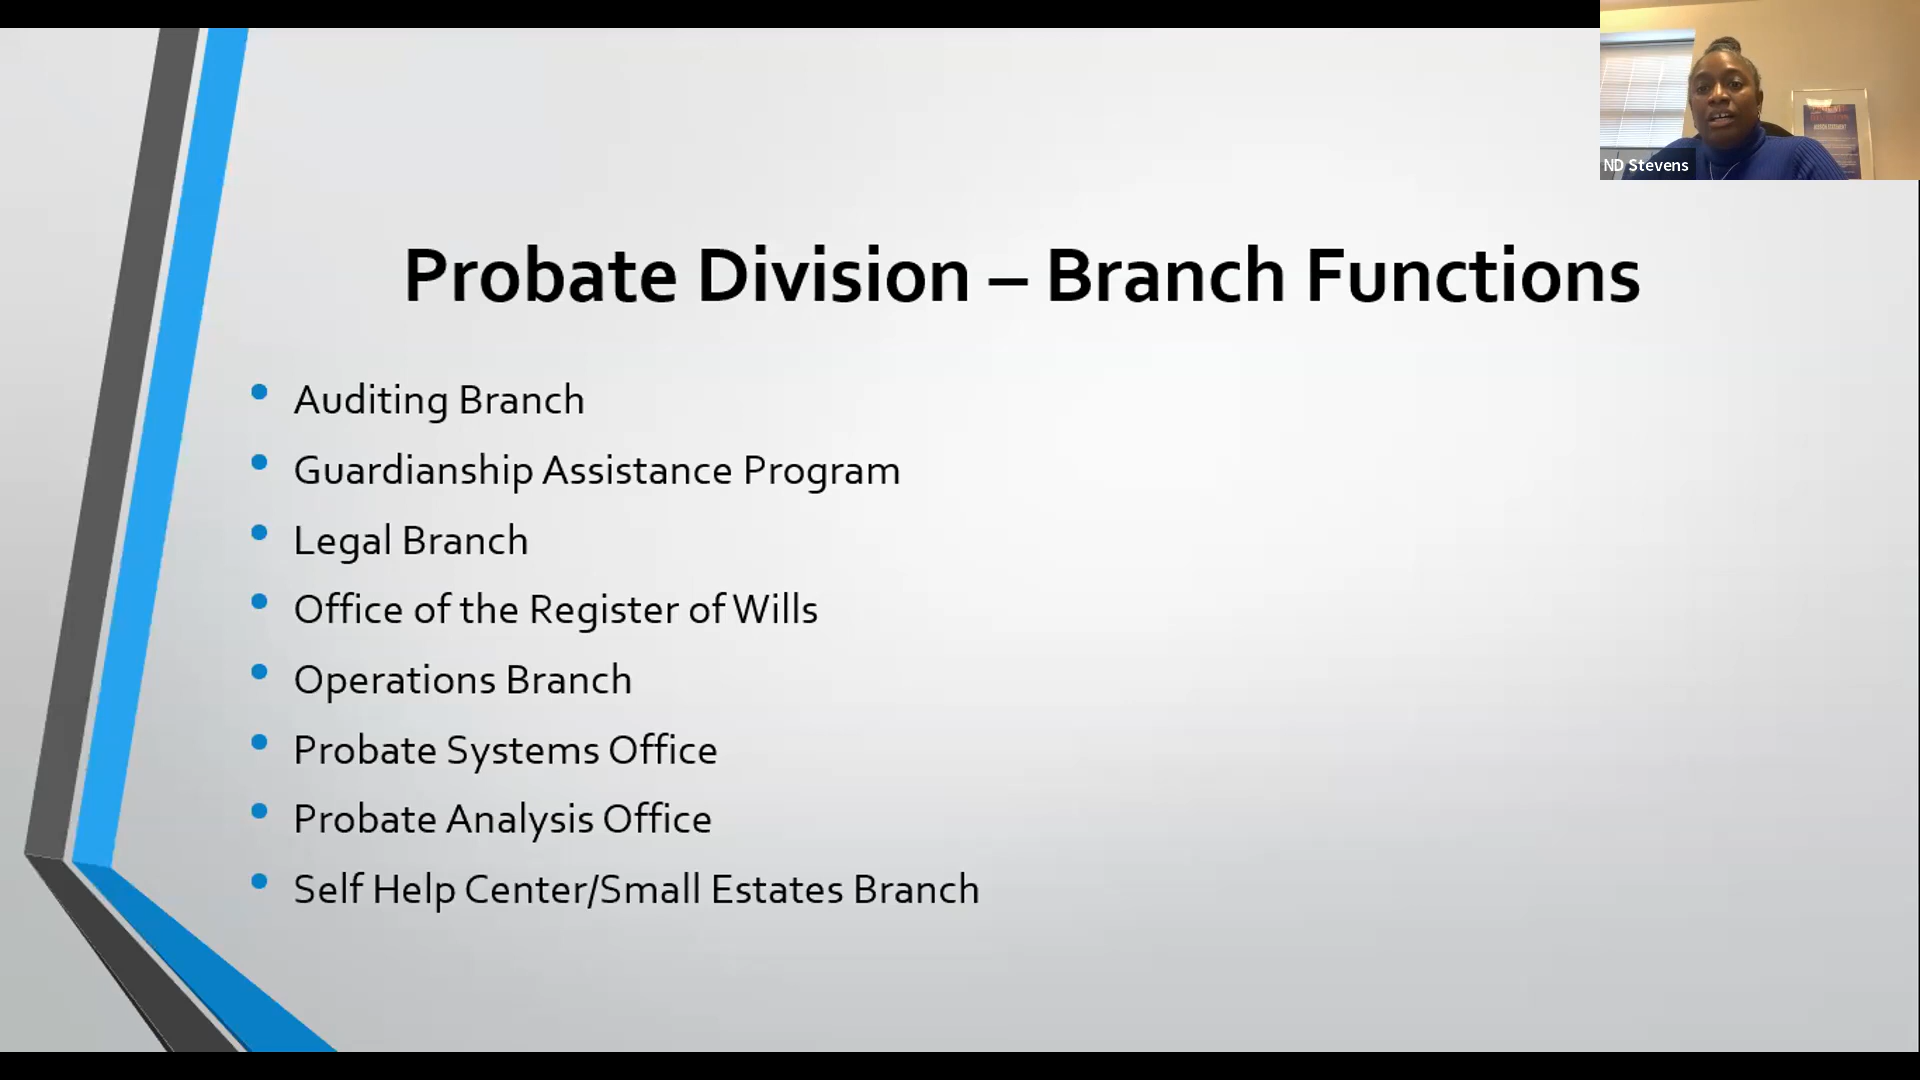 ND Stevens
Probate Division – Branch Functions
Auditing Branch
Guardianship Assistance Program
Legal Branch
Office of the Register of Wills
Operations Branch
Probate Systems Office
Probate Analysis Office
Self Help Center/Small Estates Branch